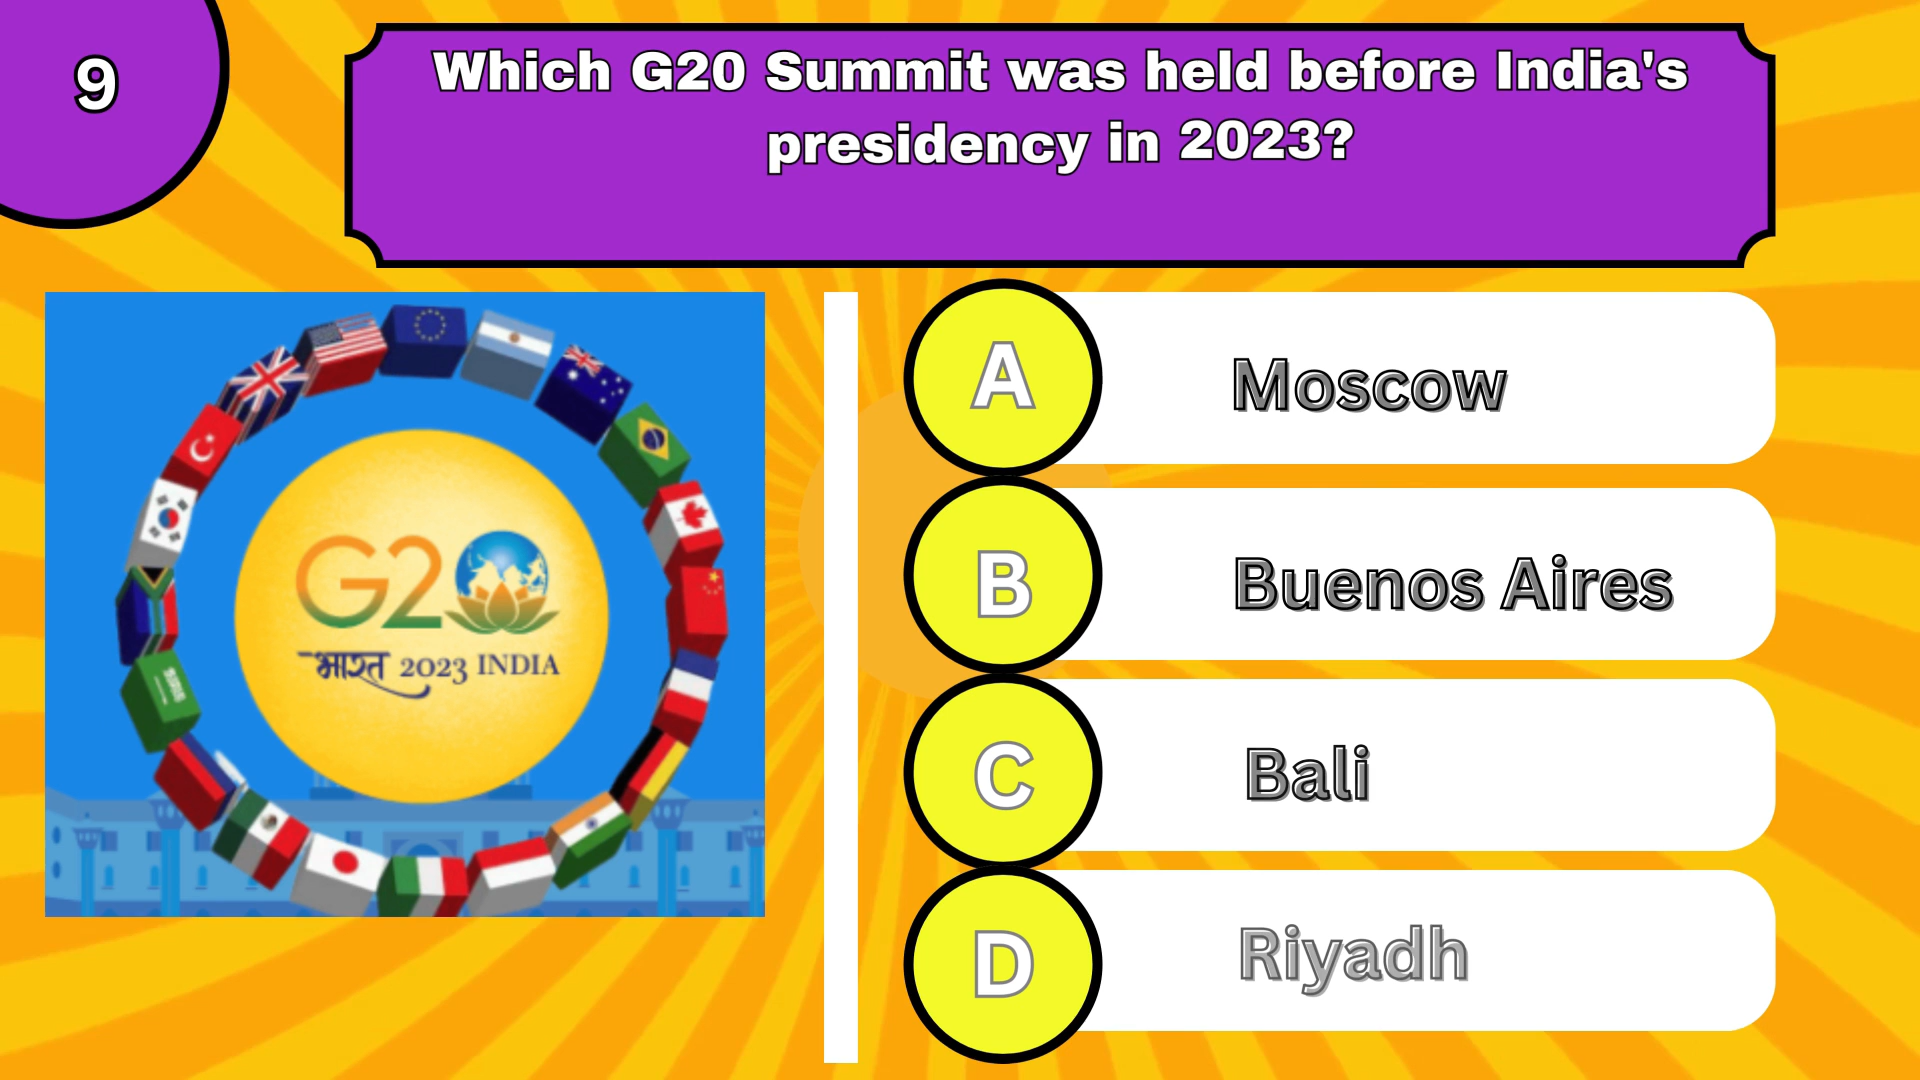 9
Which G20 Summit was held before India's
presidency in 2023?
G20
भारत 2023 INDIA
A
Moscow
B
Buenos Aires
C
Bali
D
Riyadh